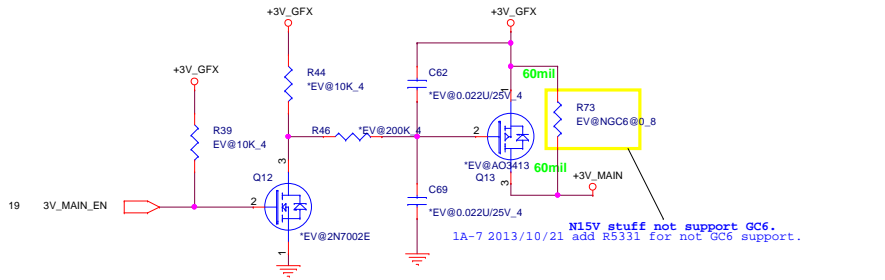 +3V_GFX
+3V_GFX
+3V_GFX
R44
*EV@10K_4
C62
*EV@0.022U/25V_4
60mil
1
R73
EV@NGC6@0_8
R39
EV@10K_4
R46
*EV@200K_4
2
3
Q12
*EV@AO3413
Q13
60mil
3
+3V_MAIN
19
3V_MAIN_EN
2
C69
*EV@0.022U/25V_4
*EV@2N7002E
1
N15V stuff not support GC6.
1A-7 2013/10/21 add R5331 for not GC6 support.